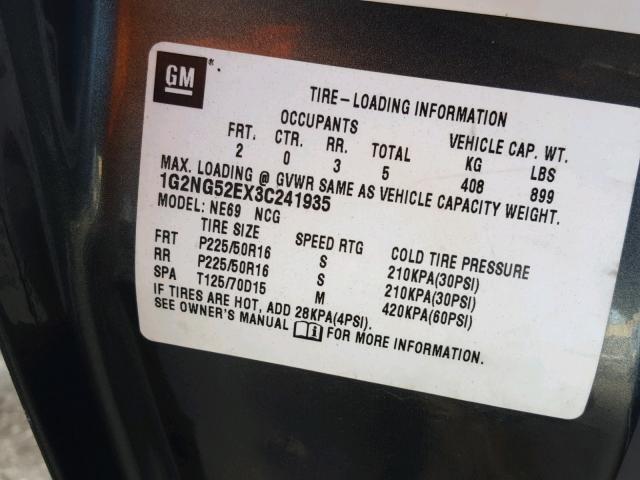 GM
TIRE-LOADING INFORMATION
OCCUPANTS VEHICLE CAP. WT.
FRT. CTR. RR. TOTAL KG LBS
2 0 3 5 408 899
MAX. LOADING @ GVWR SAME AS VEHICLE CAPACITY WEIGHT.
1G2NG52EX3C241935
MODEL: NE69 NCG
TIRE SIZE SPEED RTG COLD TIRE PRESSURE
FRT P225/50R16 S 210KPA(30PSI)
RR P225/50R16 S 210KPA(30PSI)
SPA T125/70D15 M 420KPA(60PSI)
IF TIRES ARE HOT, ADD 28KPA(4PSI).
SEE OWNER'S MANUAL i FOR MORE INFORMATION.